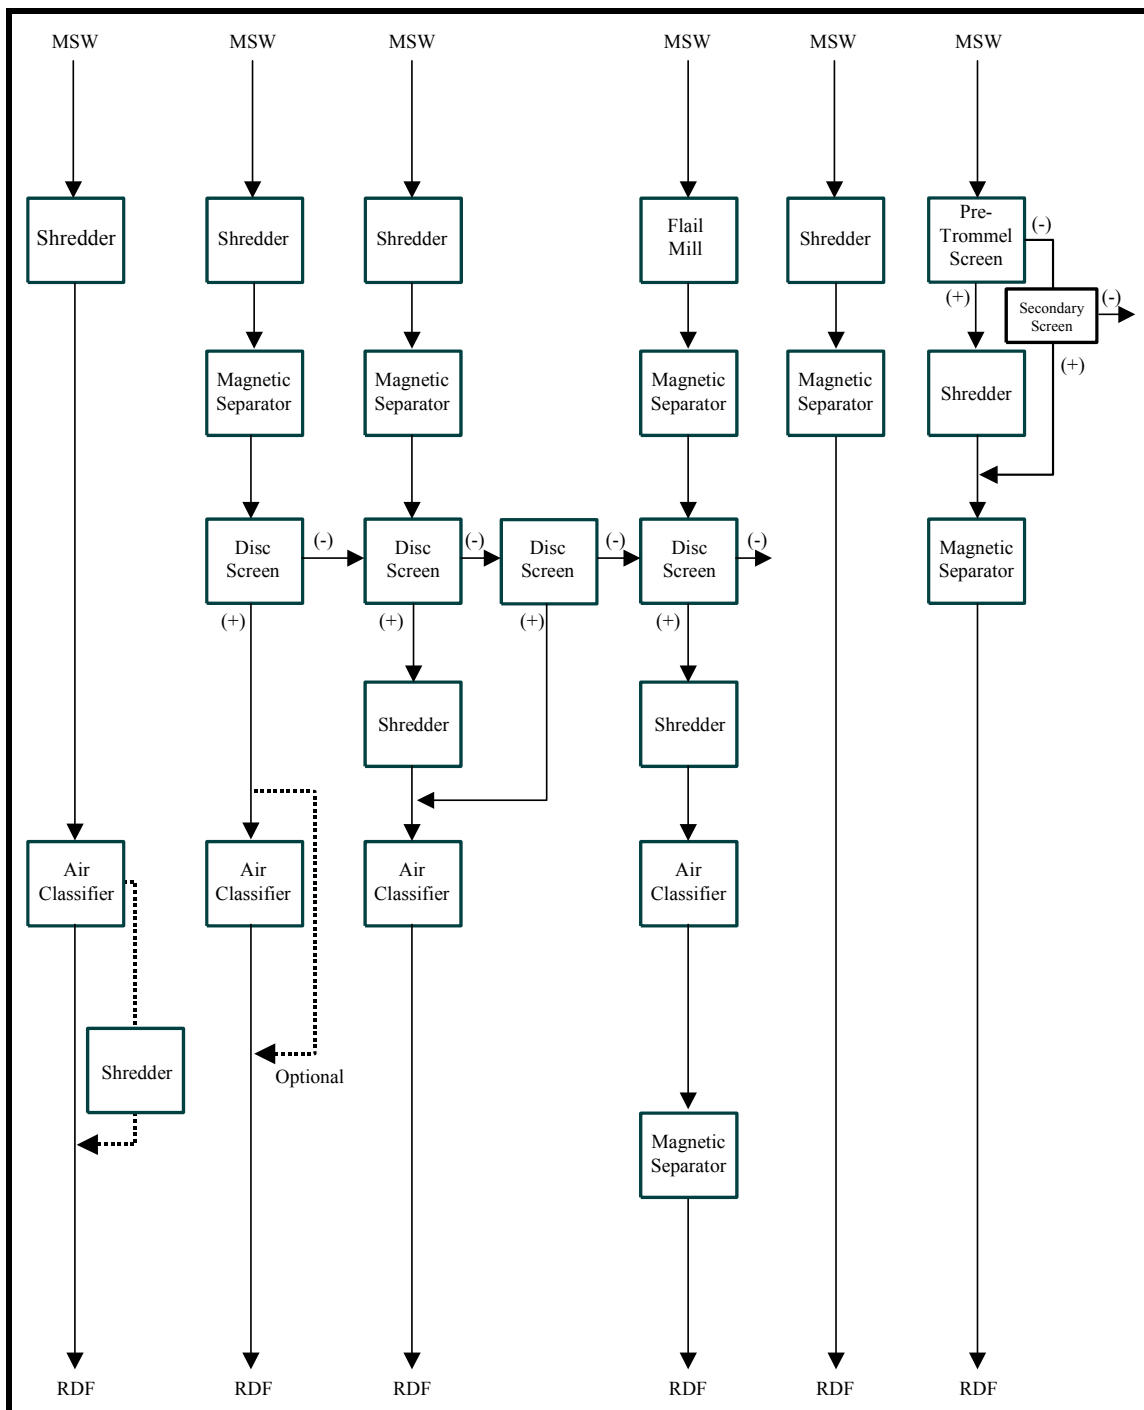 MSW
MSW
MSW
MSW
MSW
MSW
Shredder
Shredder
Shredder
Flail
Mill
Shredder
Pre-
Trommel
Screen
(-)
(+)
Secondary
Screen
(-)
(+)
Magnetic
Separator
Magnetic
Separator
Magnetic
Separator
Magnetic
Separator
Shredder
Disc
Screen
(-)
(+)
Disc
Screen
(-)
(+)
Disc
Screen
(-)
(+)
Disc
Screen
(-)
(+)
Magnetic
Separator
Shredder
Shredder
Air
Classifier
Air
Classifier
Air
Classifier
Air
Classifier
Shredder
Optional
Magnetic
Separator
RDF
RDF
RDF
RDF
RDF
RDF